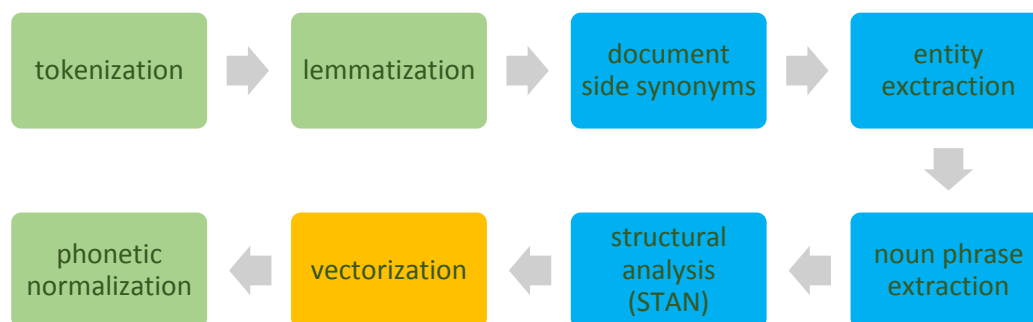 tokenization
lemmatization
document
side synonyms
entity
exctraction
phonetic
normalization
vectorization
structural
analysis
(STAN)
noun phrase
extraction